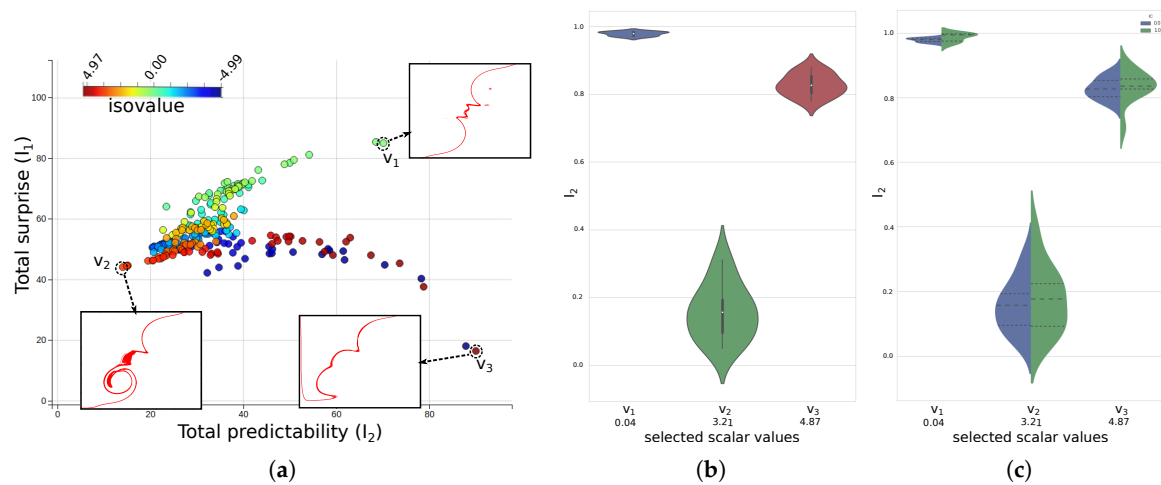 4.97
0.00
-4.99
isovalue
Total surprise (I1)
100
80
60
40
20
0
v1
v2
v3
0
20
40
60
80
Total predictability (I2)
(a)
1.0
0.8
0.6
0.4
0.2
0.0
I2
v1
v2
v3
0.04
3.21
4.87
selected scalar values
(b)
1.0
0.8
0.6
0.4
0.2
0.0
I2
v1
v2
v3
0.04
3.21
4.87
selected scalar values
(c)